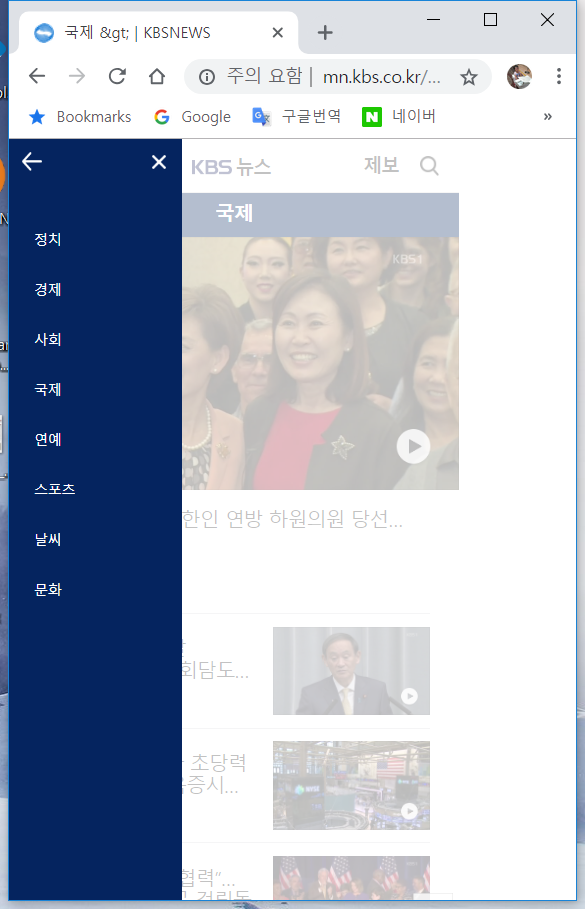 국제 &gt; | KBSNEWS
주의 요함 | mn.kbs.co.kr/...
Bookmarks Google 구글번역 네이버 »
KBS 뉴스 제보
국제
정치
경제
사회
국제
연예
스포츠
날씨
문화
KBS1
한인 연방 하원의원 당선...
회담도...
초당력
증시...
협력”...